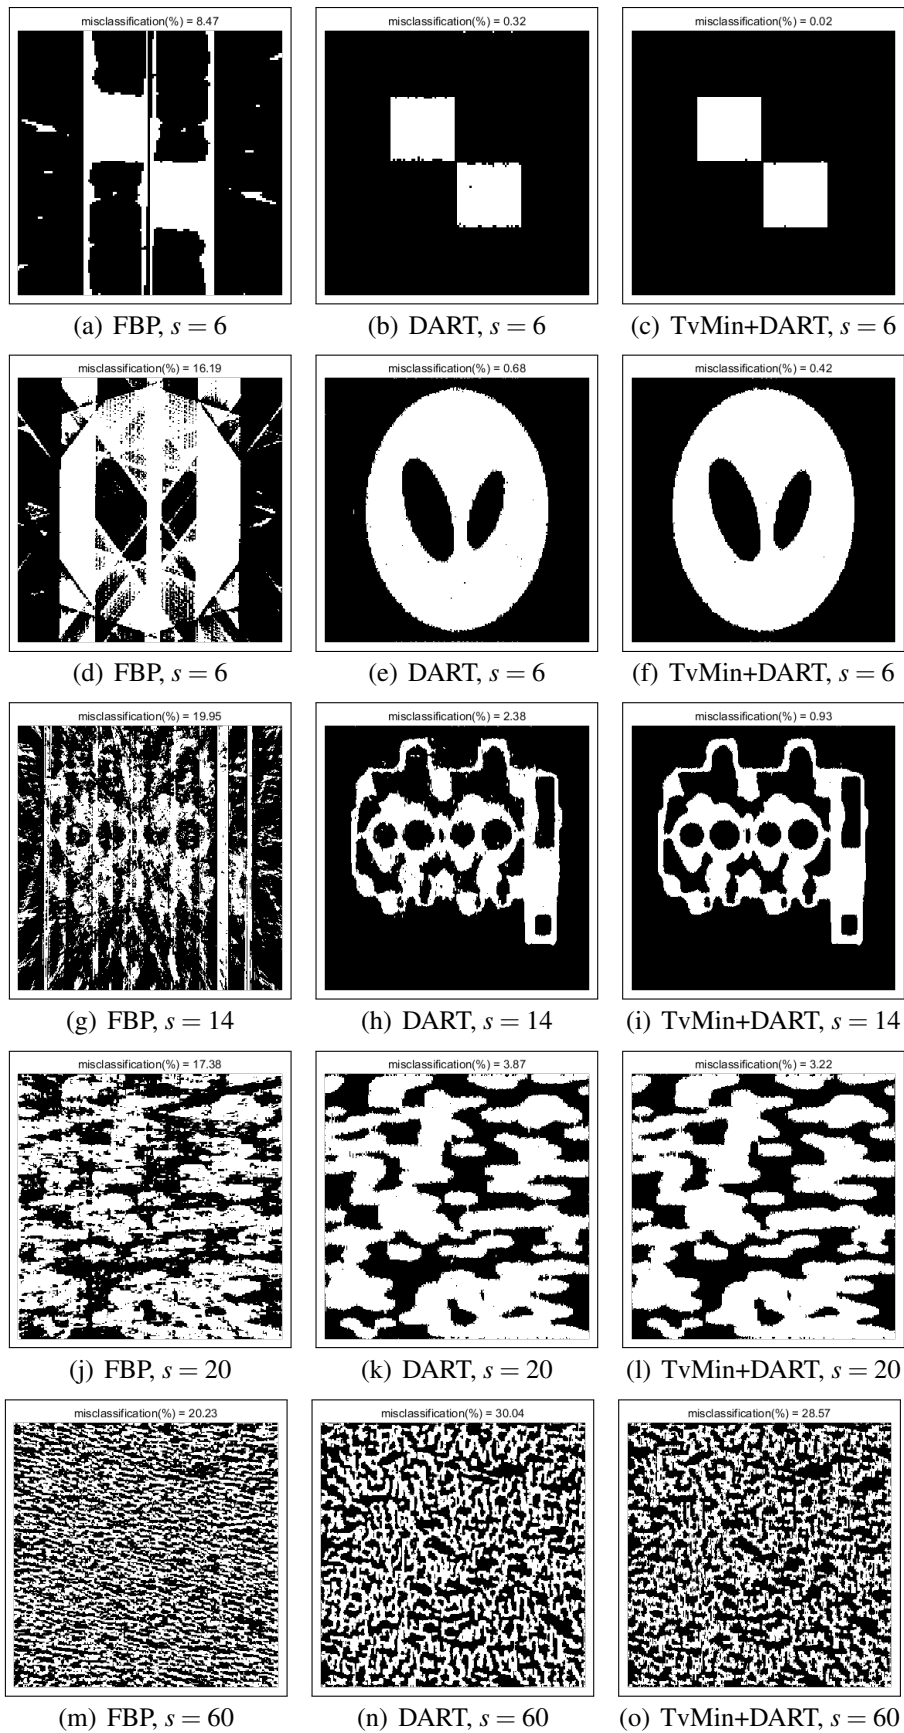 misclassification(%) = 8.47
misclassification(%) = 0.32
misclassification(%) = 0.02
(a) FBP, s = 6
(b) DART, s = 6
(c) TvMin+DART, s = 6
misclassification(%) = 16.19
misclassification(%) = 0.68
misclassification(%) = 0.42
(d) FBP, s = 6
(e) DART, s = 6
(f) TvMin+DART, s = 6
misclassification(%) = 19.95
misclassification(%) = 2.38
misclassification(%) = 0.93
(g) FBP, s = 14
(h) DART, s = 14
(i) TvMin+DART, s = 14
misclassification(%) = 17.38
misclassification(%) = 3.87
misclassification(%) = 3.22
(j) FBP, s = 20
(k) DART, s = 20
(l) TvMin+DART, s = 20
misclassification(%) = 20.23
misclassification(%) = 30.04
misclassification(%) = 28.57
(m) FBP, s = 60
(n) DART, s = 60
(o) TvMin+DART, s = 60